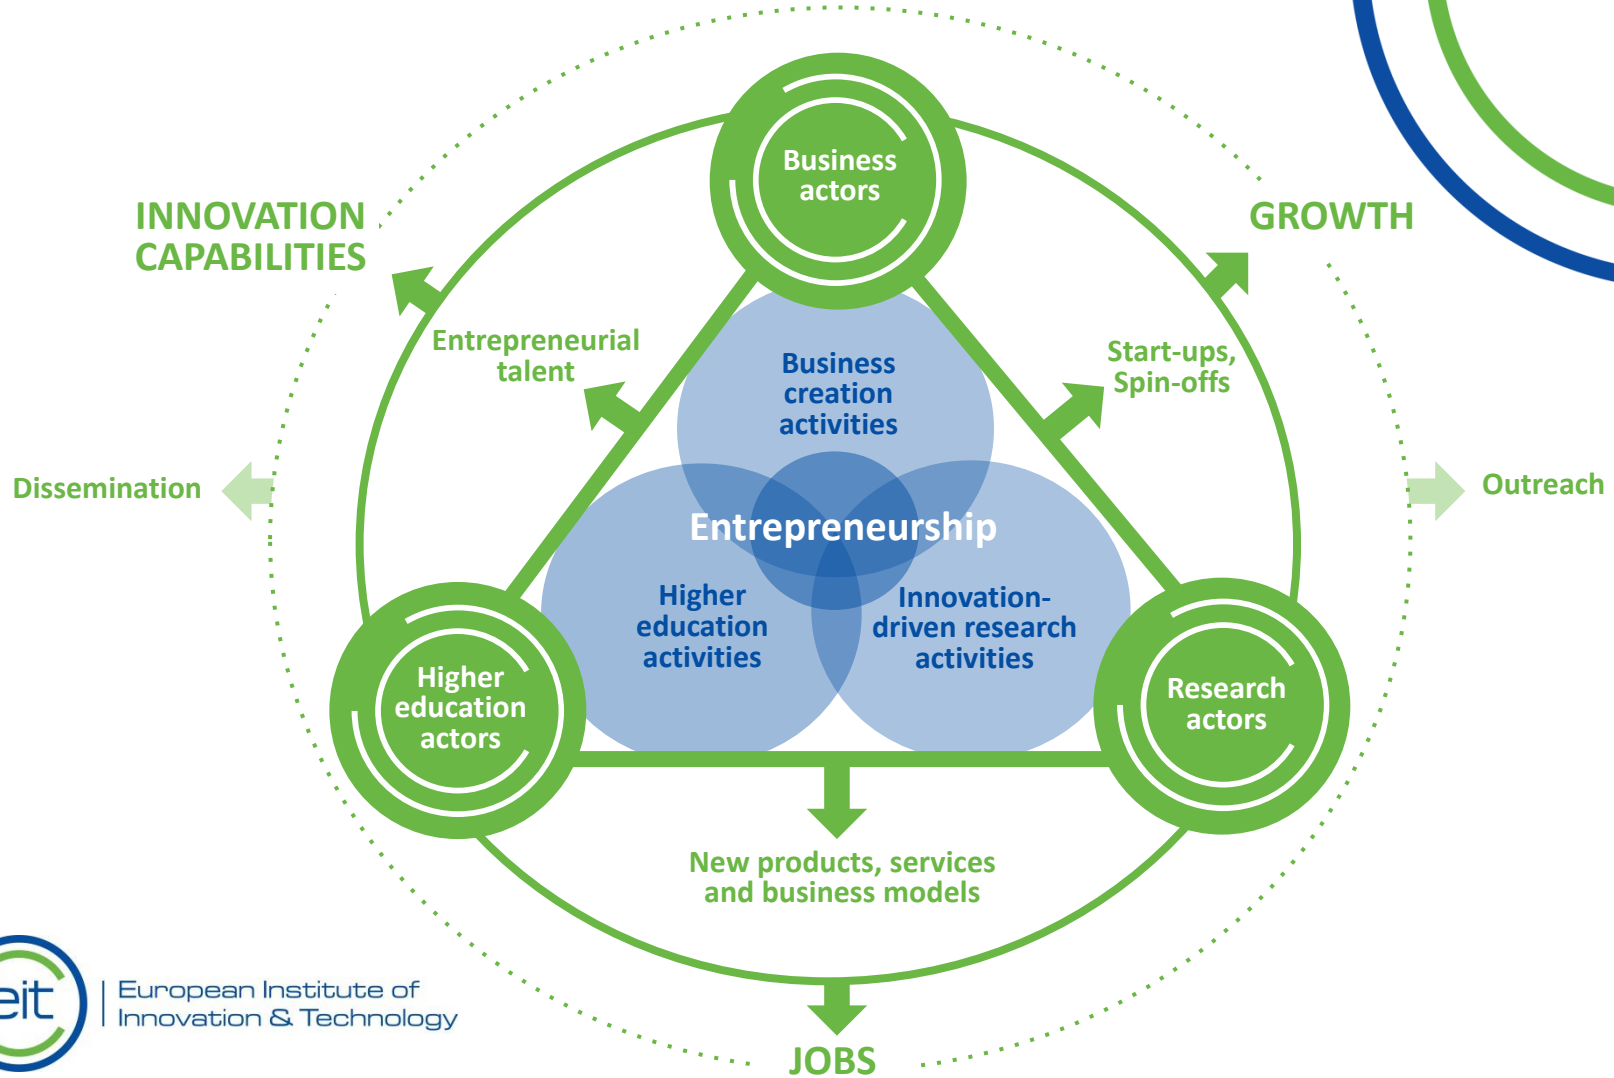 Business
actors
INNOVATION
CAPABILITIES
GROWTH
Entrepreneurial
talent
Start-ups,
Spin-offs
Business
creation
activities
Dissemination
Outreach
Entrepreneurship
Higher
education
activities
Innovation-
driven research
activities
Higher
education
actors
Research
actors
New products, services
and business models
eit
European Institute of
Innovation & Technology
JOBS